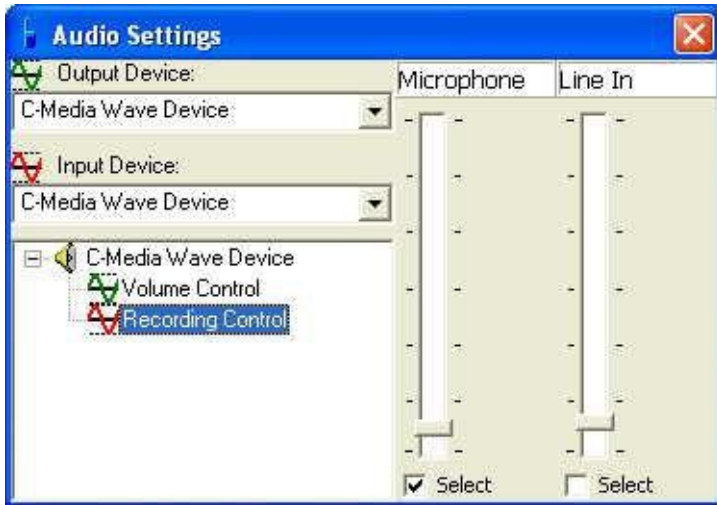 Audio Settings
Output Device:
C-Media Wave Device
Input Device:
C-Media Wave Device
C-Media Wave Device
Volume Control
Recording Control
Microphone
Line In
Select
Select